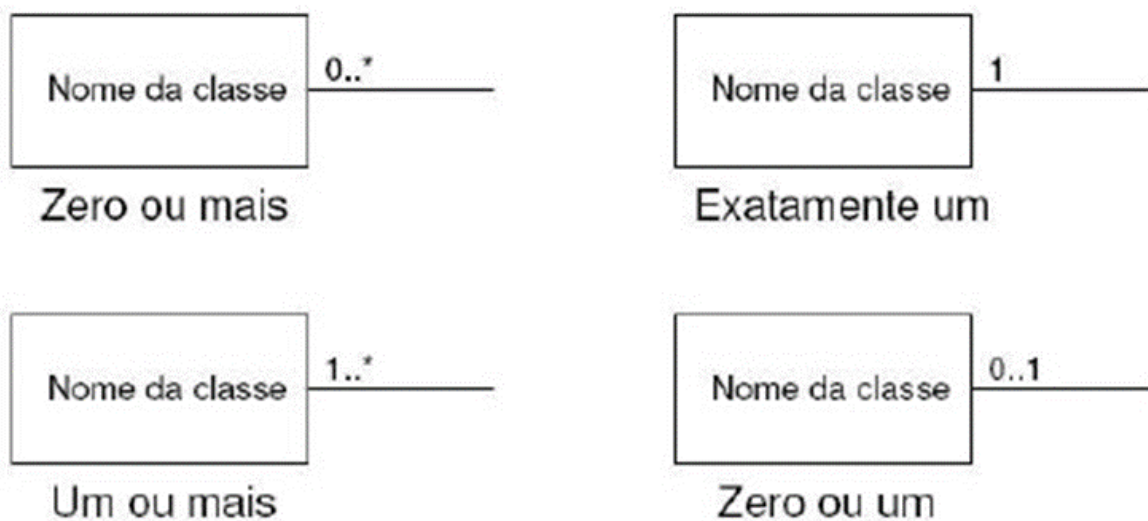 Nome da classe 0..*
Zero ou mais
Nome da classe 1
Exatamente um
Nome da classe 1..*
Um ou mais
Nome da classe 0..1
Zero ou um